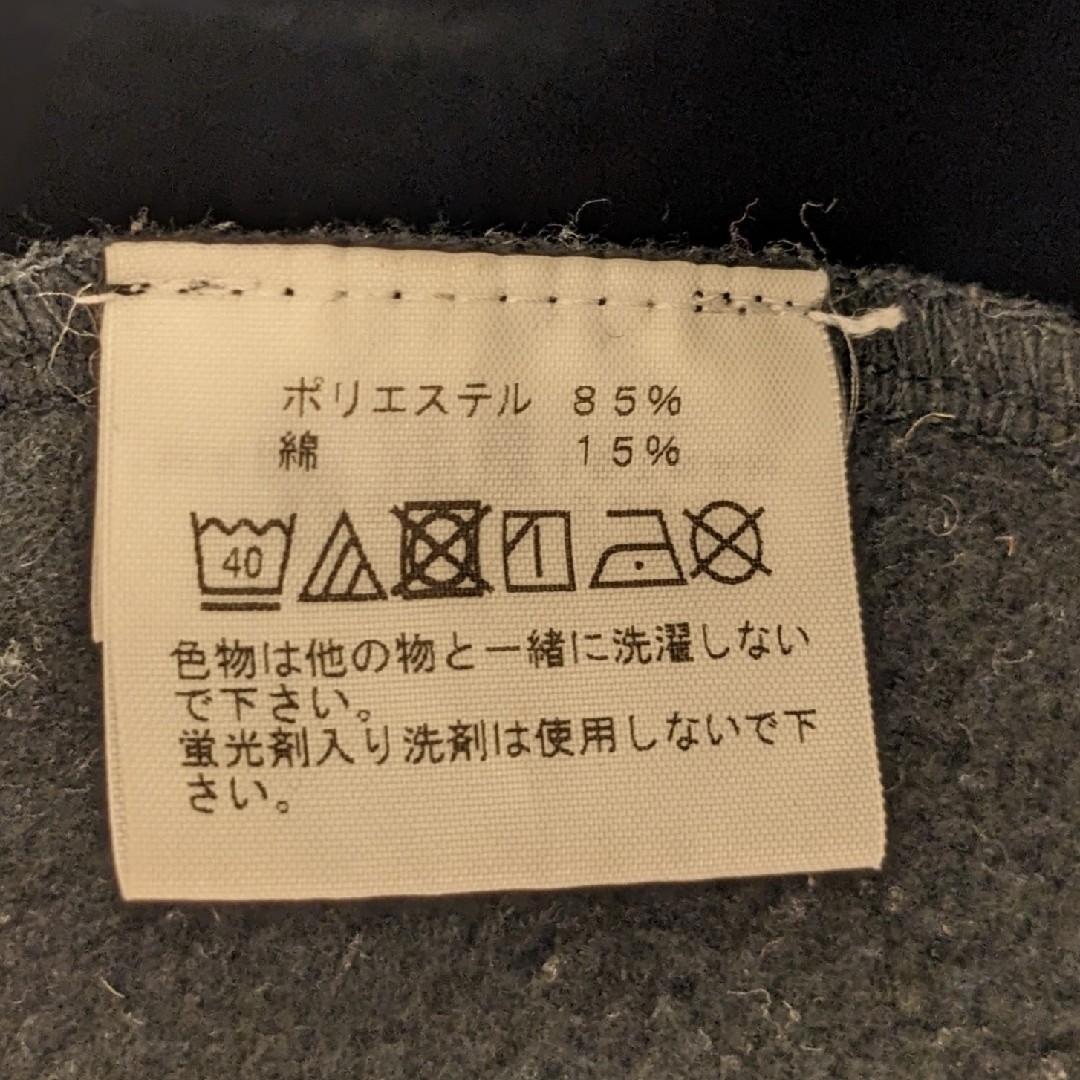 ポリエステル 85%
綿 15%
40
色物は他の物と一緒に洗濯しない
で下さい。
蛍光剤入り洗剤は使用しないで下
さい。